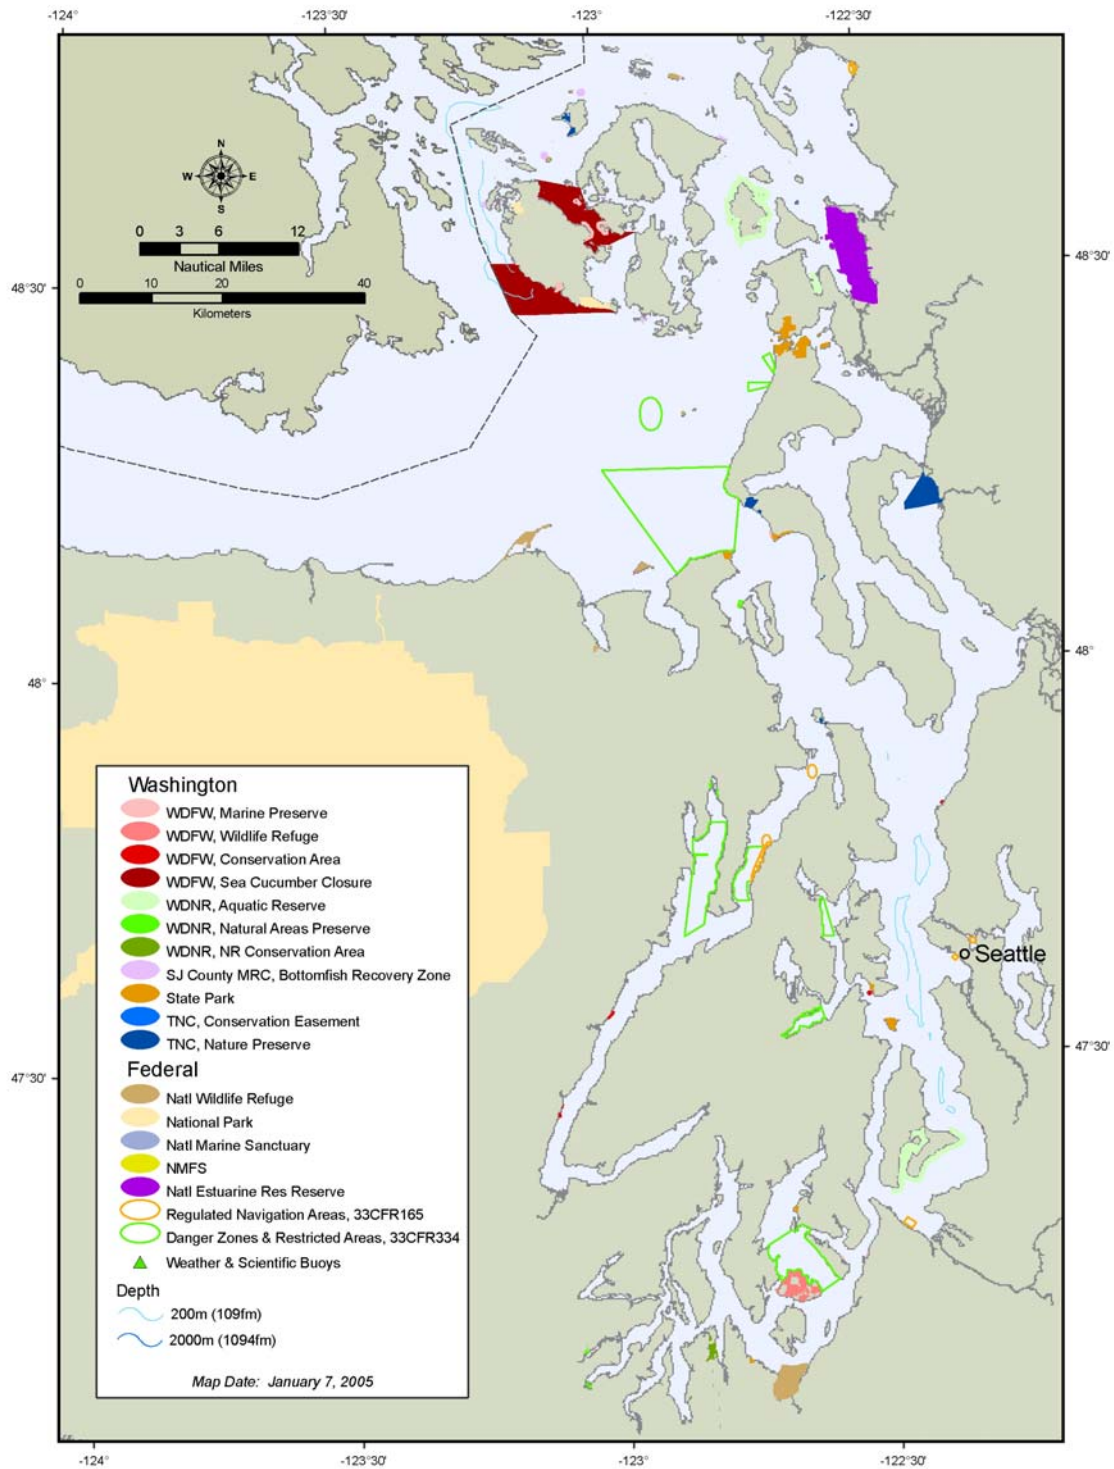 -124° -123°30' -123° -122°30'
N
W E
S
0 3 6 12
Nautical Miles
0 10 20 40
Kilometers
48°30'
48°30'
48°
48°
Seattle
47°30'
47°30'
Washington
WDFW, Marine Preserve
WDFW, Wildlife Refuge
WDFW, Conservation Area
WDFW, Sea Cucumber Closure
WDNR, Aquatic Reserve
WDNR, Natural Areas Preserve
WDNR, NR Conservation Area
SJ County MRC, Bottomfish Recovery Zone
State Park
TNC, Conservation Easement
TNC, Nature Preserve
Federal
Natl Wildlife Refuge
National Park
Natl Marine Sanctuary
NMFS
Natl Estuarine Res Reserve
Regulated Navigation Areas, 33CFR165
Danger Zones & Restricted Areas, 33CFR334
Weather & Scientific Buoys
Depth
200m (109fm)
2000m (1094fm)
Map Date: January 7, 2005
-124° -123°30' -123° -122°30'